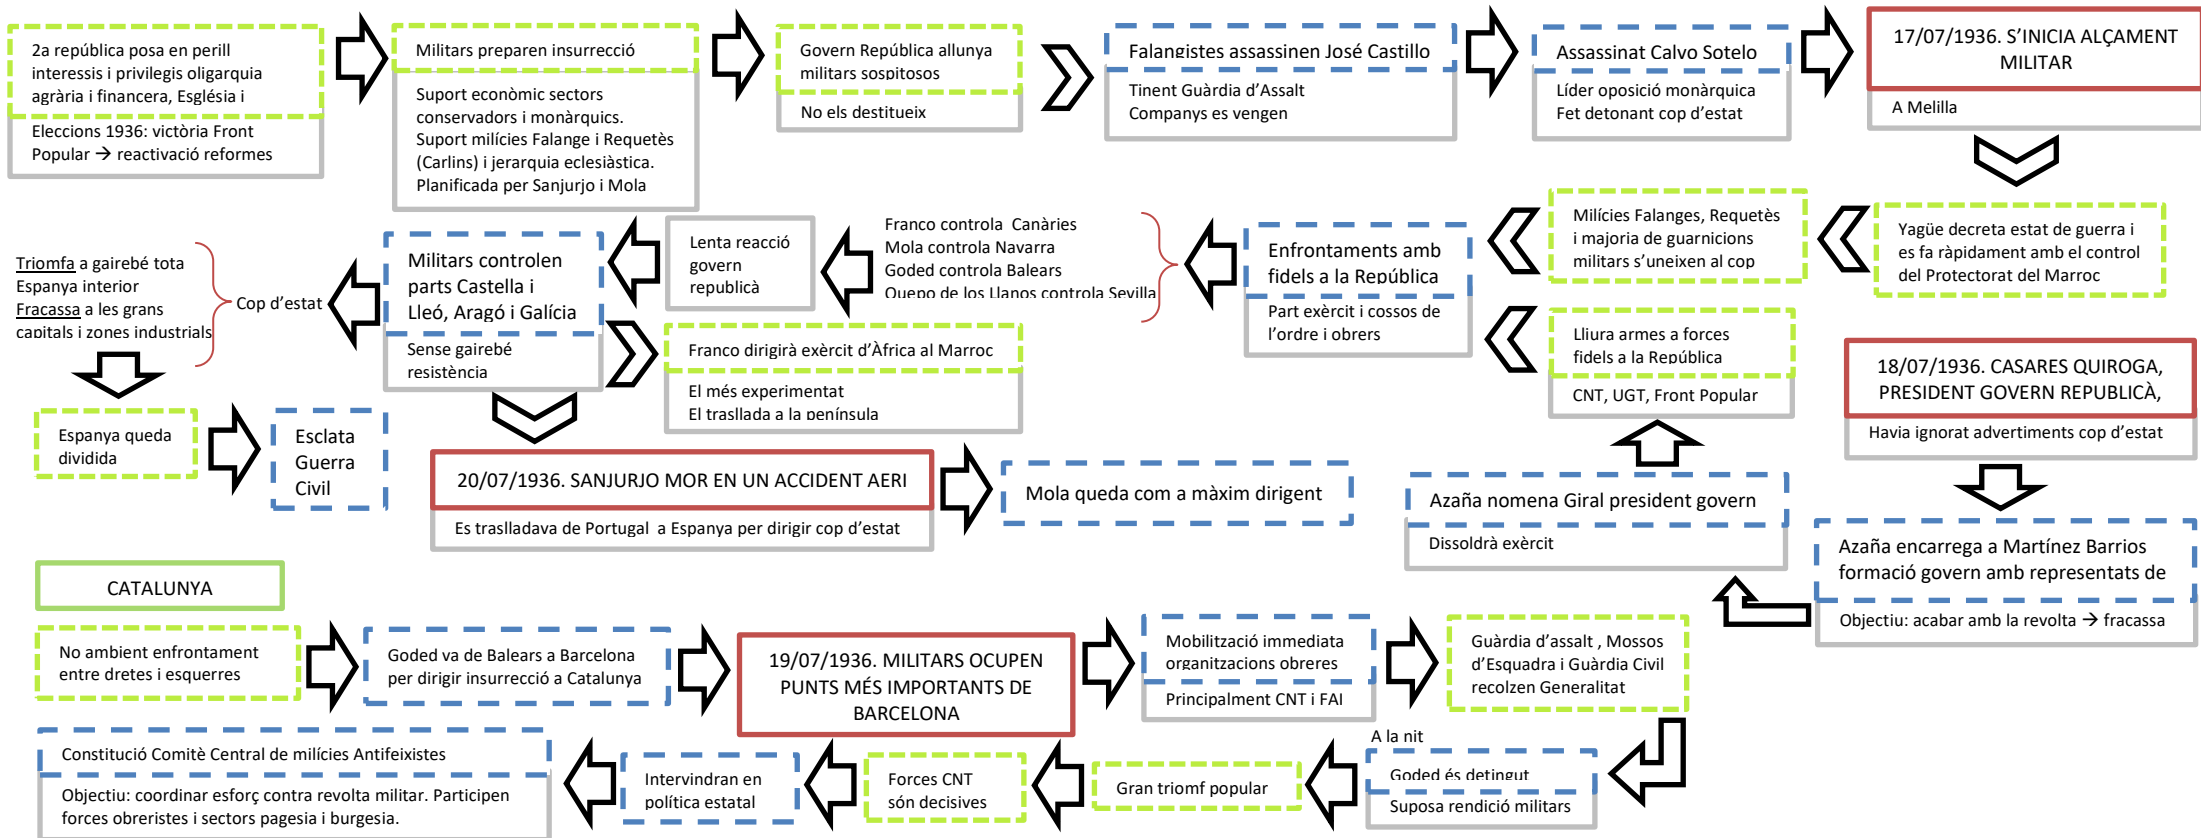 2a república posa en perill
interessis i privilegis oligarquia
agrària i financera, Església i
Eleccions 1936: victòria Front
Popular → reactivació reformes
Militars preparen insurrecció
Suport econòmic sectors
conservadors i monàrquics.
Suport milícies Falange i Requetès
(Carlins) i jerarquia eclesiàstica.
Planificada per Sanjurjo i Mola
Govern República allunya
militars sospitosos
No els destitueix
Falangistes assassinen José Castillo
Tinent Guàrdia d'Assalt
Companys es vengen
Assassinat Calvo Sotelo
Líder oposició monàrquica
Fet detonant cop d'estat
17/07/1936. S'INICIA ALÇAMENT
MILITAR
A Melilla
Yagüe decreta estat de guerra i
es fa ràpidament amb el control
del Protectorat del Marroc
Milícies Falanges, Requetès
i majoria de guarnicions
militars s'uneixen al cop
18/07/1936. CASARES QUIROGA,
PRESIDENT GOVERN REPUBLICÀ,
Havia ignorat advertiments cop d'estat
Azaña encarrega a Martínez Barrios
formació govern amb representats de
Objectiu: acabar amb la revolta → fracassa
Azaña nomena Giral president govern
Dissoldrà exèrcit
Lliura armes a forces
fidels a la República
CNT, UGT, Front Popular
Enfrontaments amb
fidels a la República
Part exèrcit i cossos de
l'ordre i obrers
Franco controla Canàries
Mola controla Navarra
Goded controla Balears
Quepo de los Llanos controla Sevilla
Lenta reacció
govern
republicà
Militars controlen
parts Castella i
Lleó, Aragó i Galícia
Sense gairebé
resistència
Franco dirigirà exèrcit d'Àfrica al Marroc
El més experimentat
El trasllada a la península
Cop d'estat
Triomfa a gairebé tota
Espanya interior
Fracassa a les grans
capitals i zones industrials
Espanya queda
dividida
Esclata
Guerra
Civil
20/07/1936. SANJURJO MOR EN UN ACCIDENT AERI
Es traslladava de Portugal a Espanya per dirigir cop d'estat
Mola queda com a màxim dirigent
CATALUNYA
No ambient enfrontament
entre dretes i esquerres
Goded va de Balears a Barcelona
per dirigir insurrecció a Catalunya
19/07/1936. MILITARS OCUPEN
PUNTS MÉS IMPORTANTS DE
BARCELONA
Mobilització immediata
organitzacions obreres
Principalment CNT i FAI
Guàrdia d'assalt , Mossos
d'Esquadra i Guàrdia Civil
recolzen Generalitat
A la nit
Goded és detingut
Suposa rendició militars
Gran triomf popular
Forces CNT
són decisives
Intervindran en
política estatal
Constitució Comitè Central de milícies Antifeixistes
Objectiu: coordinar esforç contra revolta militar. Participen
forces obreristes i sectors pagesia i burgesia.